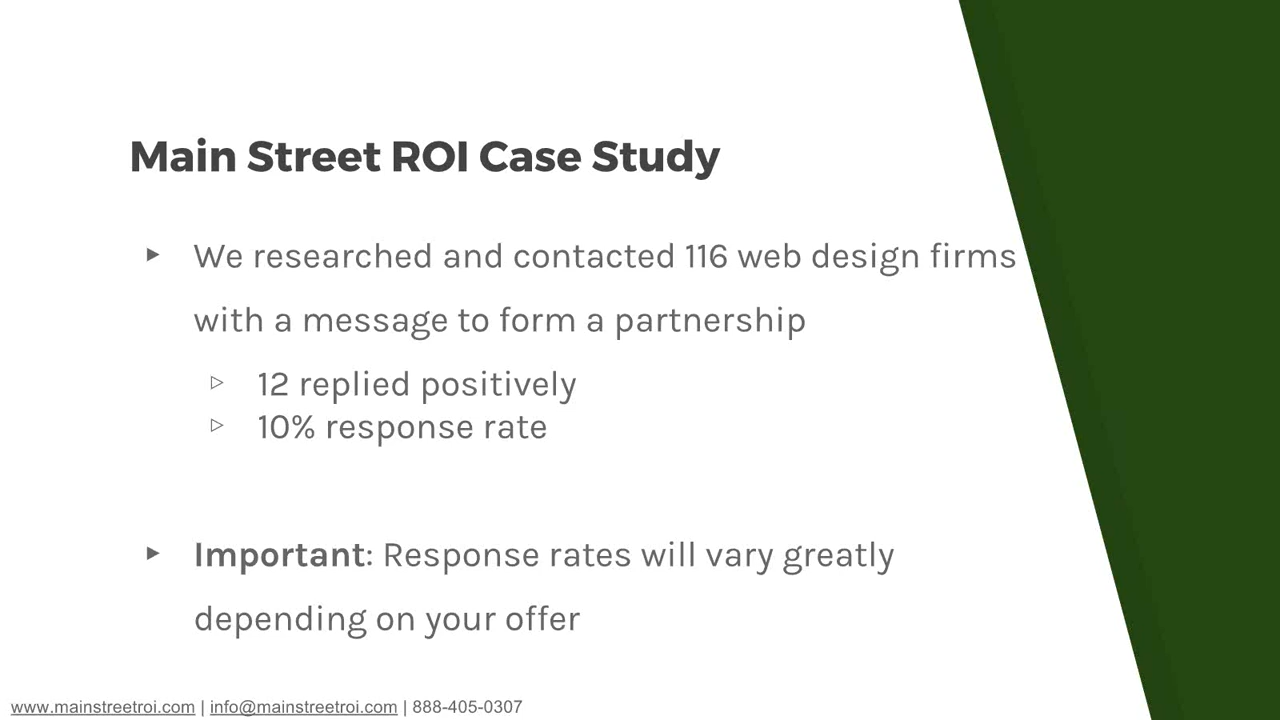 Main Street ROI Case Study
► We researched and contacted 116 web design firms
with a message to form a partnership
▷ 12 replied positively
▷ 10% response rate
► Important: Response rates will vary greatly
depending on your offer
www.mainstreetroi.com | info@mainstreetroi.com | 888-405-0307